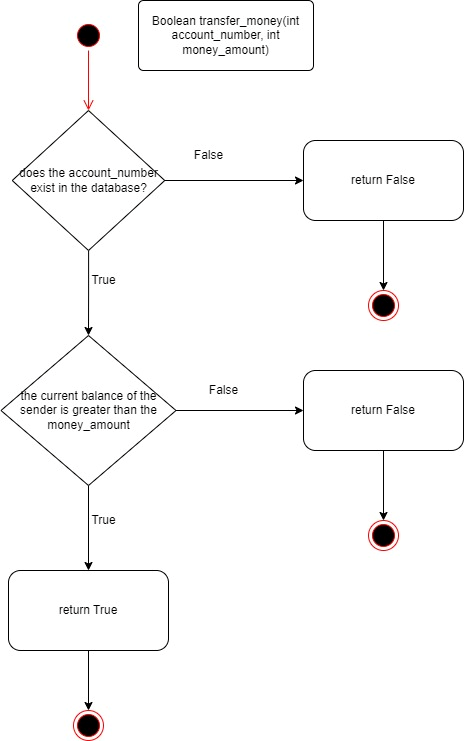 Boolean transfer_money(int
account_number, int
money_amount)
does the account_number
exist in the database?
False
return False
True
the current balance of the
sender is greater than the
money_amount
False
return False
True
return True